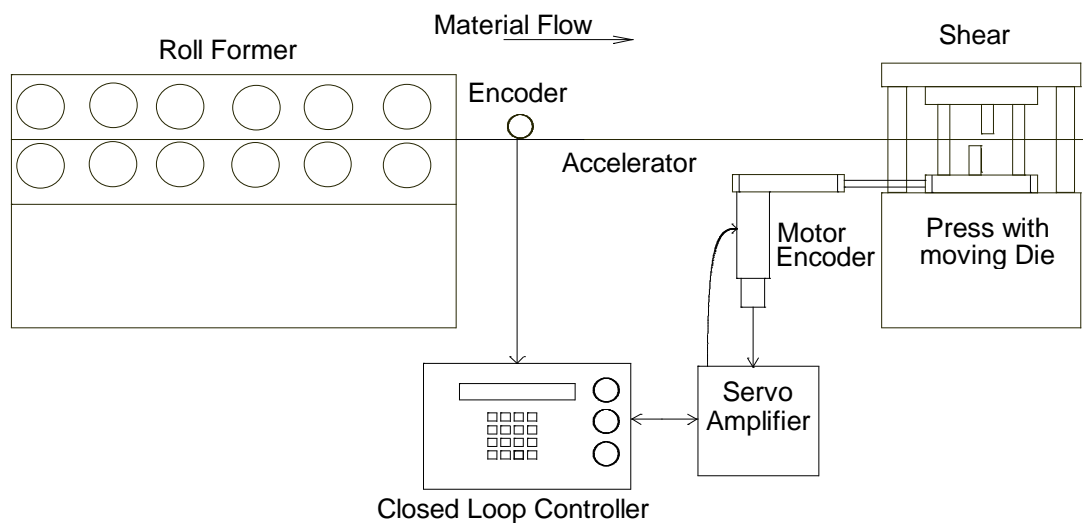 Material Flow
Roll Former
Shear
Encoder
Accelerator
Motor
Encoder
Press with
moving Die
Servo
Amplifier
Closed Loop Controller